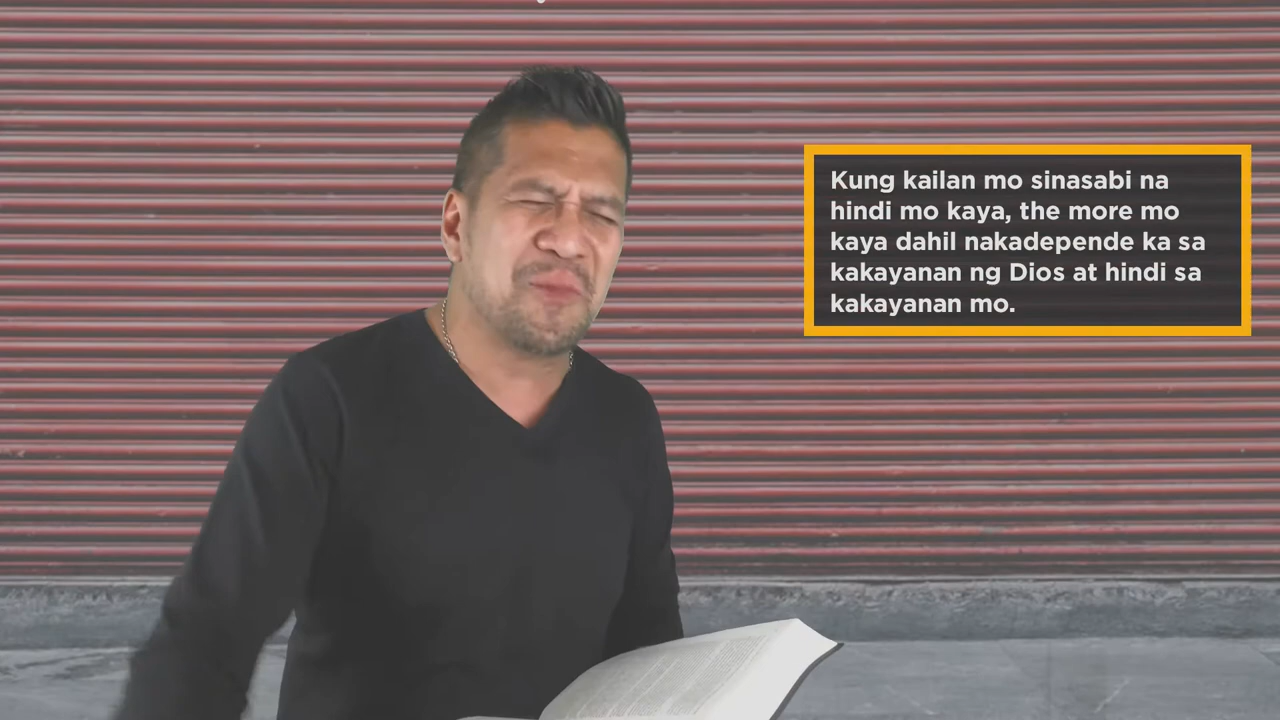 Kung kailan mo sinasabi na
hindi mo kaya, the more mo
kaya dahil nakadepende ka sa
kakayanan ng Dios at hindi sa
kakayanan mo.